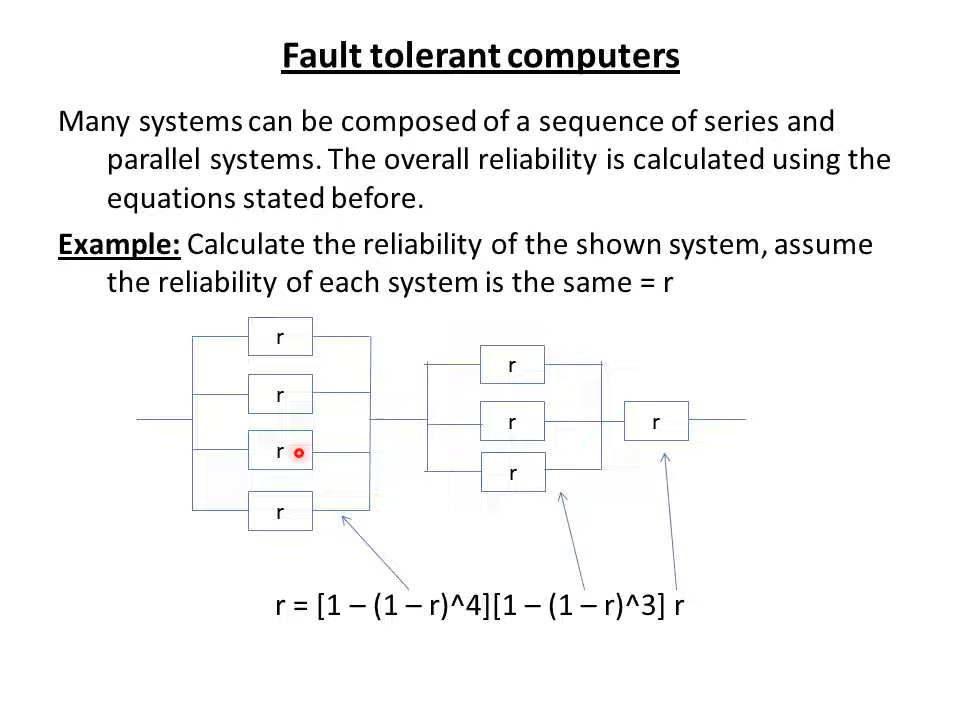 Fault tolerant computers
Many systems can be composed of a sequence of series and
parallel systems. The overall reliability is calculated using the
equations stated before.
Example: Calculate the reliability of the shown system, assume
the reliability of each system is the same = r
r
r
r
r
r
r
r
r
r = [1 – (1 – r)^4][1 – (1 – r)^3] r